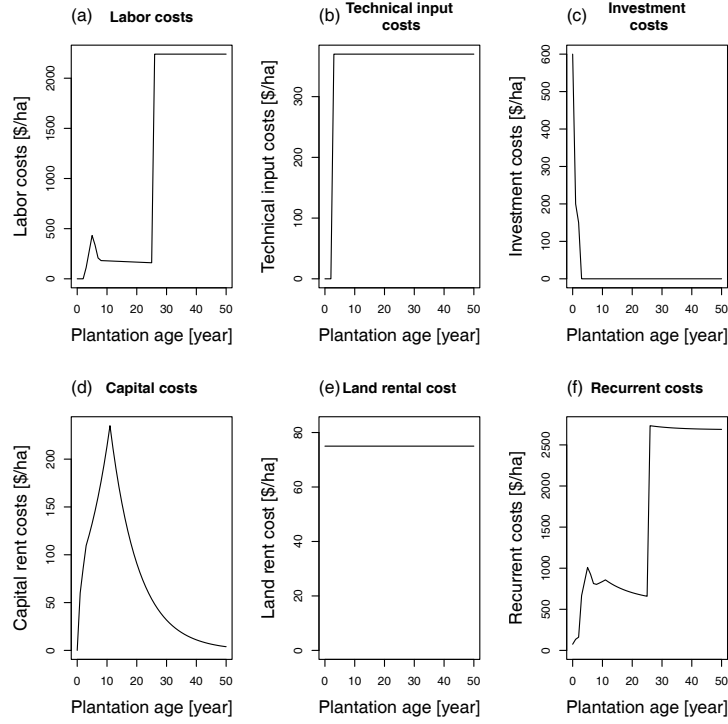 (a) Labor costs
Labor costs [$/ha]
0 500 1000 1500 2000
0 10 20 30 40 50
Plantation age [year]
(b) Technical input
costs
Technical input costs [$/ha]
0 100 200 300
0 10 20 30 40 50
Plantation age [year]
(c) Investment
costs
Investment costs [$/ha]
0 100 200 300 400 500 600
0 10 20 30 40 50
Plantation age [year]
(d) Capital costs
Capital rent costs [$/ha]
0 50 100 150 200
0 10 20 30 40 50
Plantation age [year]
(e) Land rental cost
Land rent cost [$/ha]
0 20 40 60 80
0 10 20 30 40 50
Plantation age [year]
(f) Recurrent costs
Recurrent costs [$/ha]
0 500 1000 1500 2000 2500
0 10 20 30 40 50
Plantation age [year]